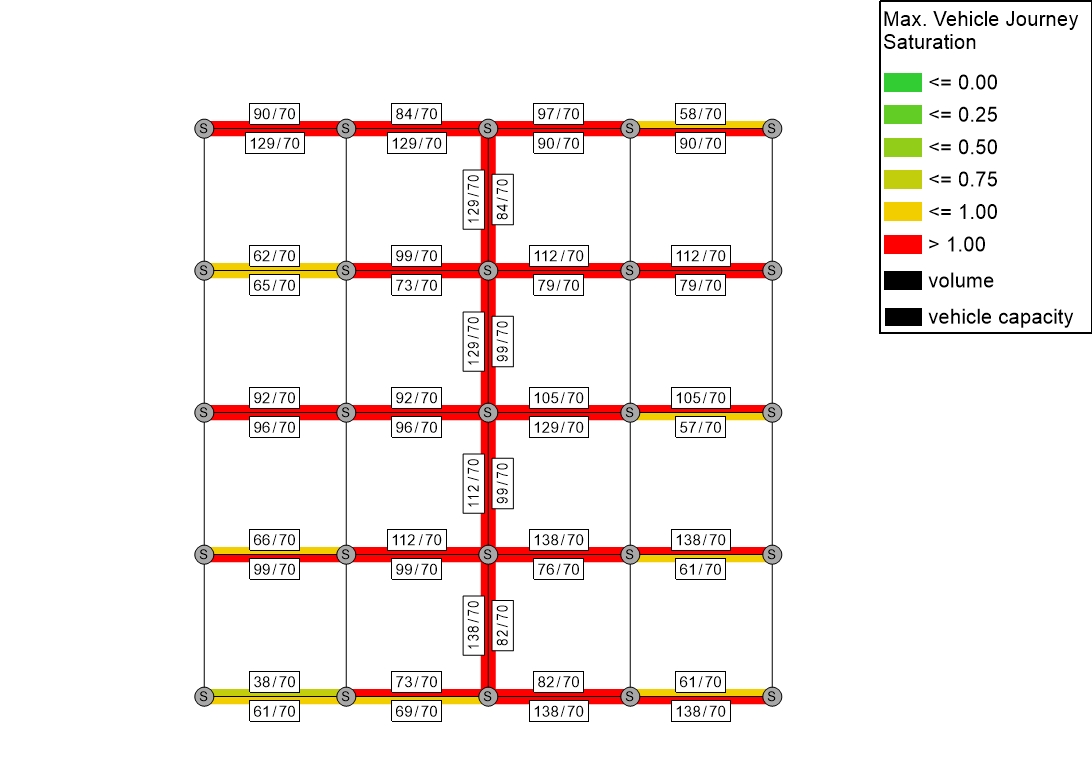 Max. Vehicle Journey
Saturation
<= 0.00
<= 0.25
<= 0.50
<= 0.75
<= 1.00
> 1.00
volume
vehicle capacity
90/70 84/70 97/70 58/70
S S S S S
129/70 129/70 90/70 90/70
129/70 84/70
62/70 99/70 112/70 112/70
S S S S S
65/70 73/70 79/70 79/70
129/70 99/70
92/70 92/70 105/70 105/70
S S S S S
96/70 96/70 129/70 57/70
112/70 99/70
66/70 112/70 138/70 138/70
S S S S S
99/70 99/70 76/70 61/70
138/70 82/70
38/70 73/70 82/70 61/70
S S S S S
61/70 69/70 138/70 138/70